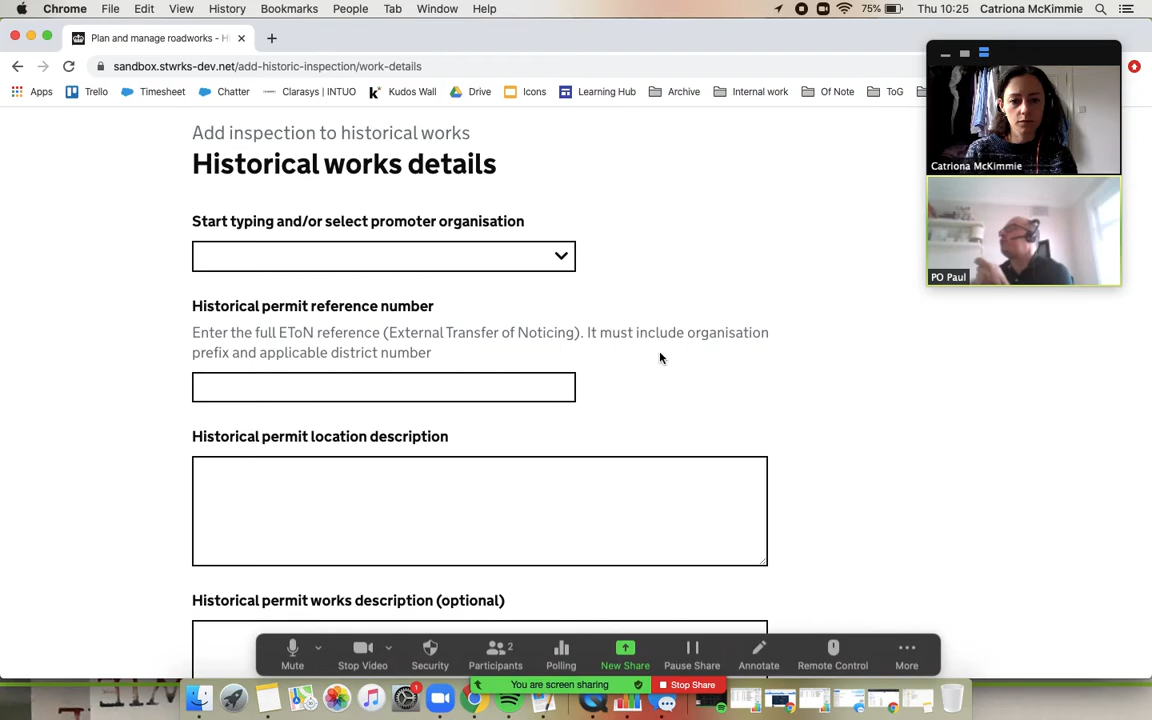 Chrome File Edit View History Bookmarks People Tab Window Help 75% Thu 10:25 Catriona McKimmie
Plan and manage roadworks - H
sandbox.stwrks-dev.net/add-historic-inspection/work-details
Apps Trello Timesheet Chatter Clarasys | INTUO Kudos Wall Drive Icons Learning Hub Archive Internal work Of Note ToG
Catriona McKimmie
PO Paul
Add inspection to historical works
Historical works details
Start typing and/or select promoter organisation
Historical permit reference number
Enter the full EToN reference (External Transfer of Noticing). It must include organisation
prefix and applicable district number
Historical permit location description
Historical permit works description (optional)
2
Mute Stop Video Security Participants Polling New Share Pause Share Annotate Remote Control More
You are screen sharing Stop Share
1